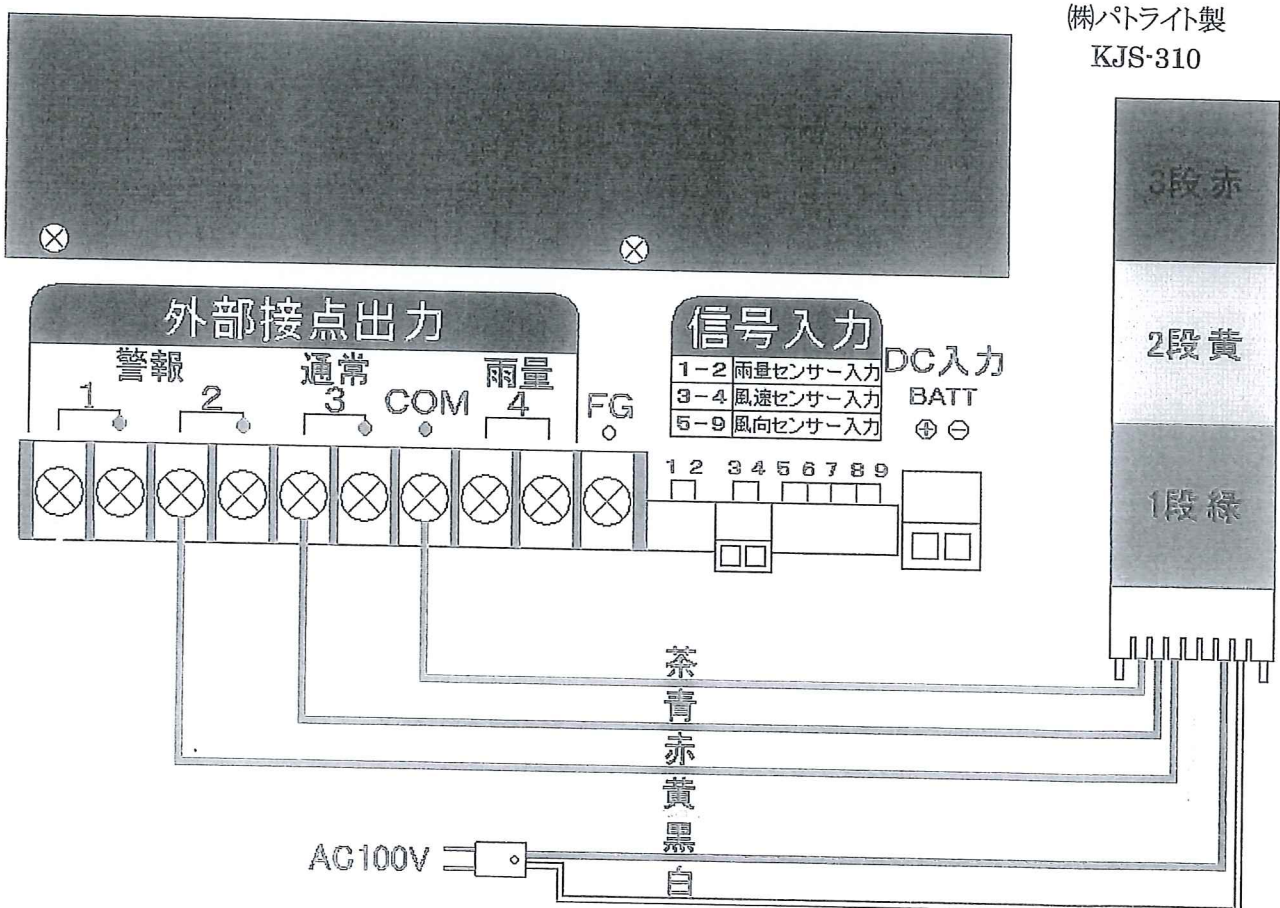 ㈱パトライト製
KJS-310
3段 赤
2段 黄
1段 緑
外部接点出力
警報
通常
雨量
1
2
3
COM
4
FG
信号入力
1-2 雨量センサー入力
3-4 風速センサー入力
5-9 風向センサー入力
DC入力
BATT
⊕ ⊖
1 2 3 4 5 6 7 8 9
茶
青
赤
黄
黒
白
AC100V